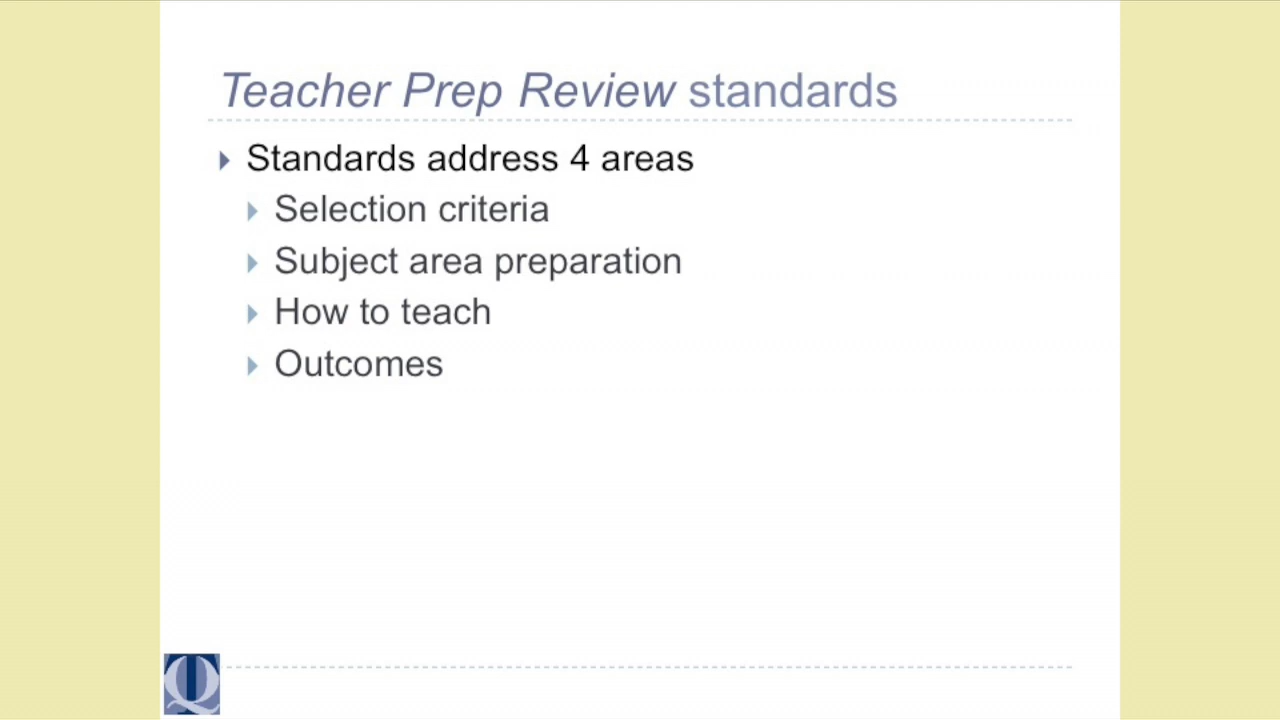 Teacher Prep Review standards
Standards address 4 areas
Selection criteria
Subject area preparation
How to teach
Outcomes
Q